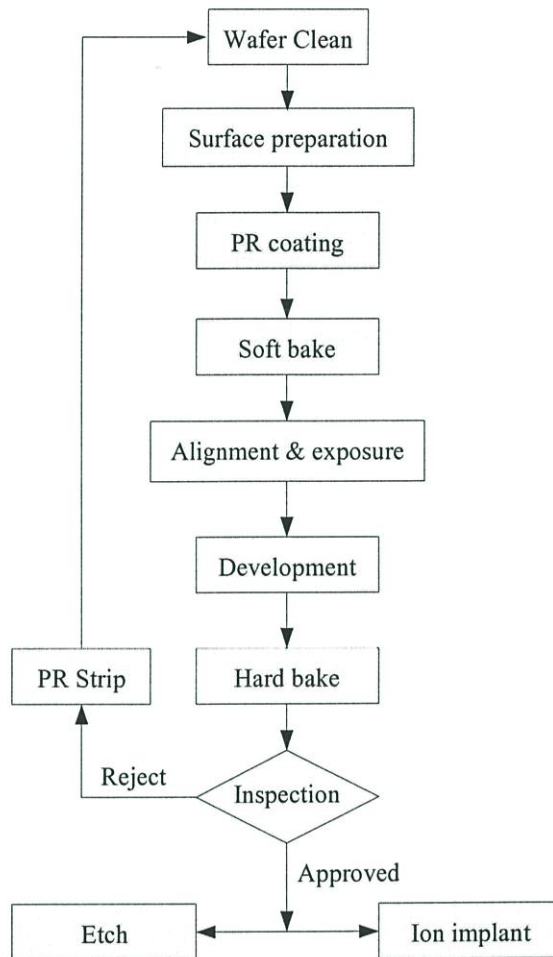 Wafer Clean
Surface preparation
PR coating
Soft bake
Alignment & exposure
Development
PR Strip
Hard bake
Reject
Inspection
Approved
Etch
Ion implant